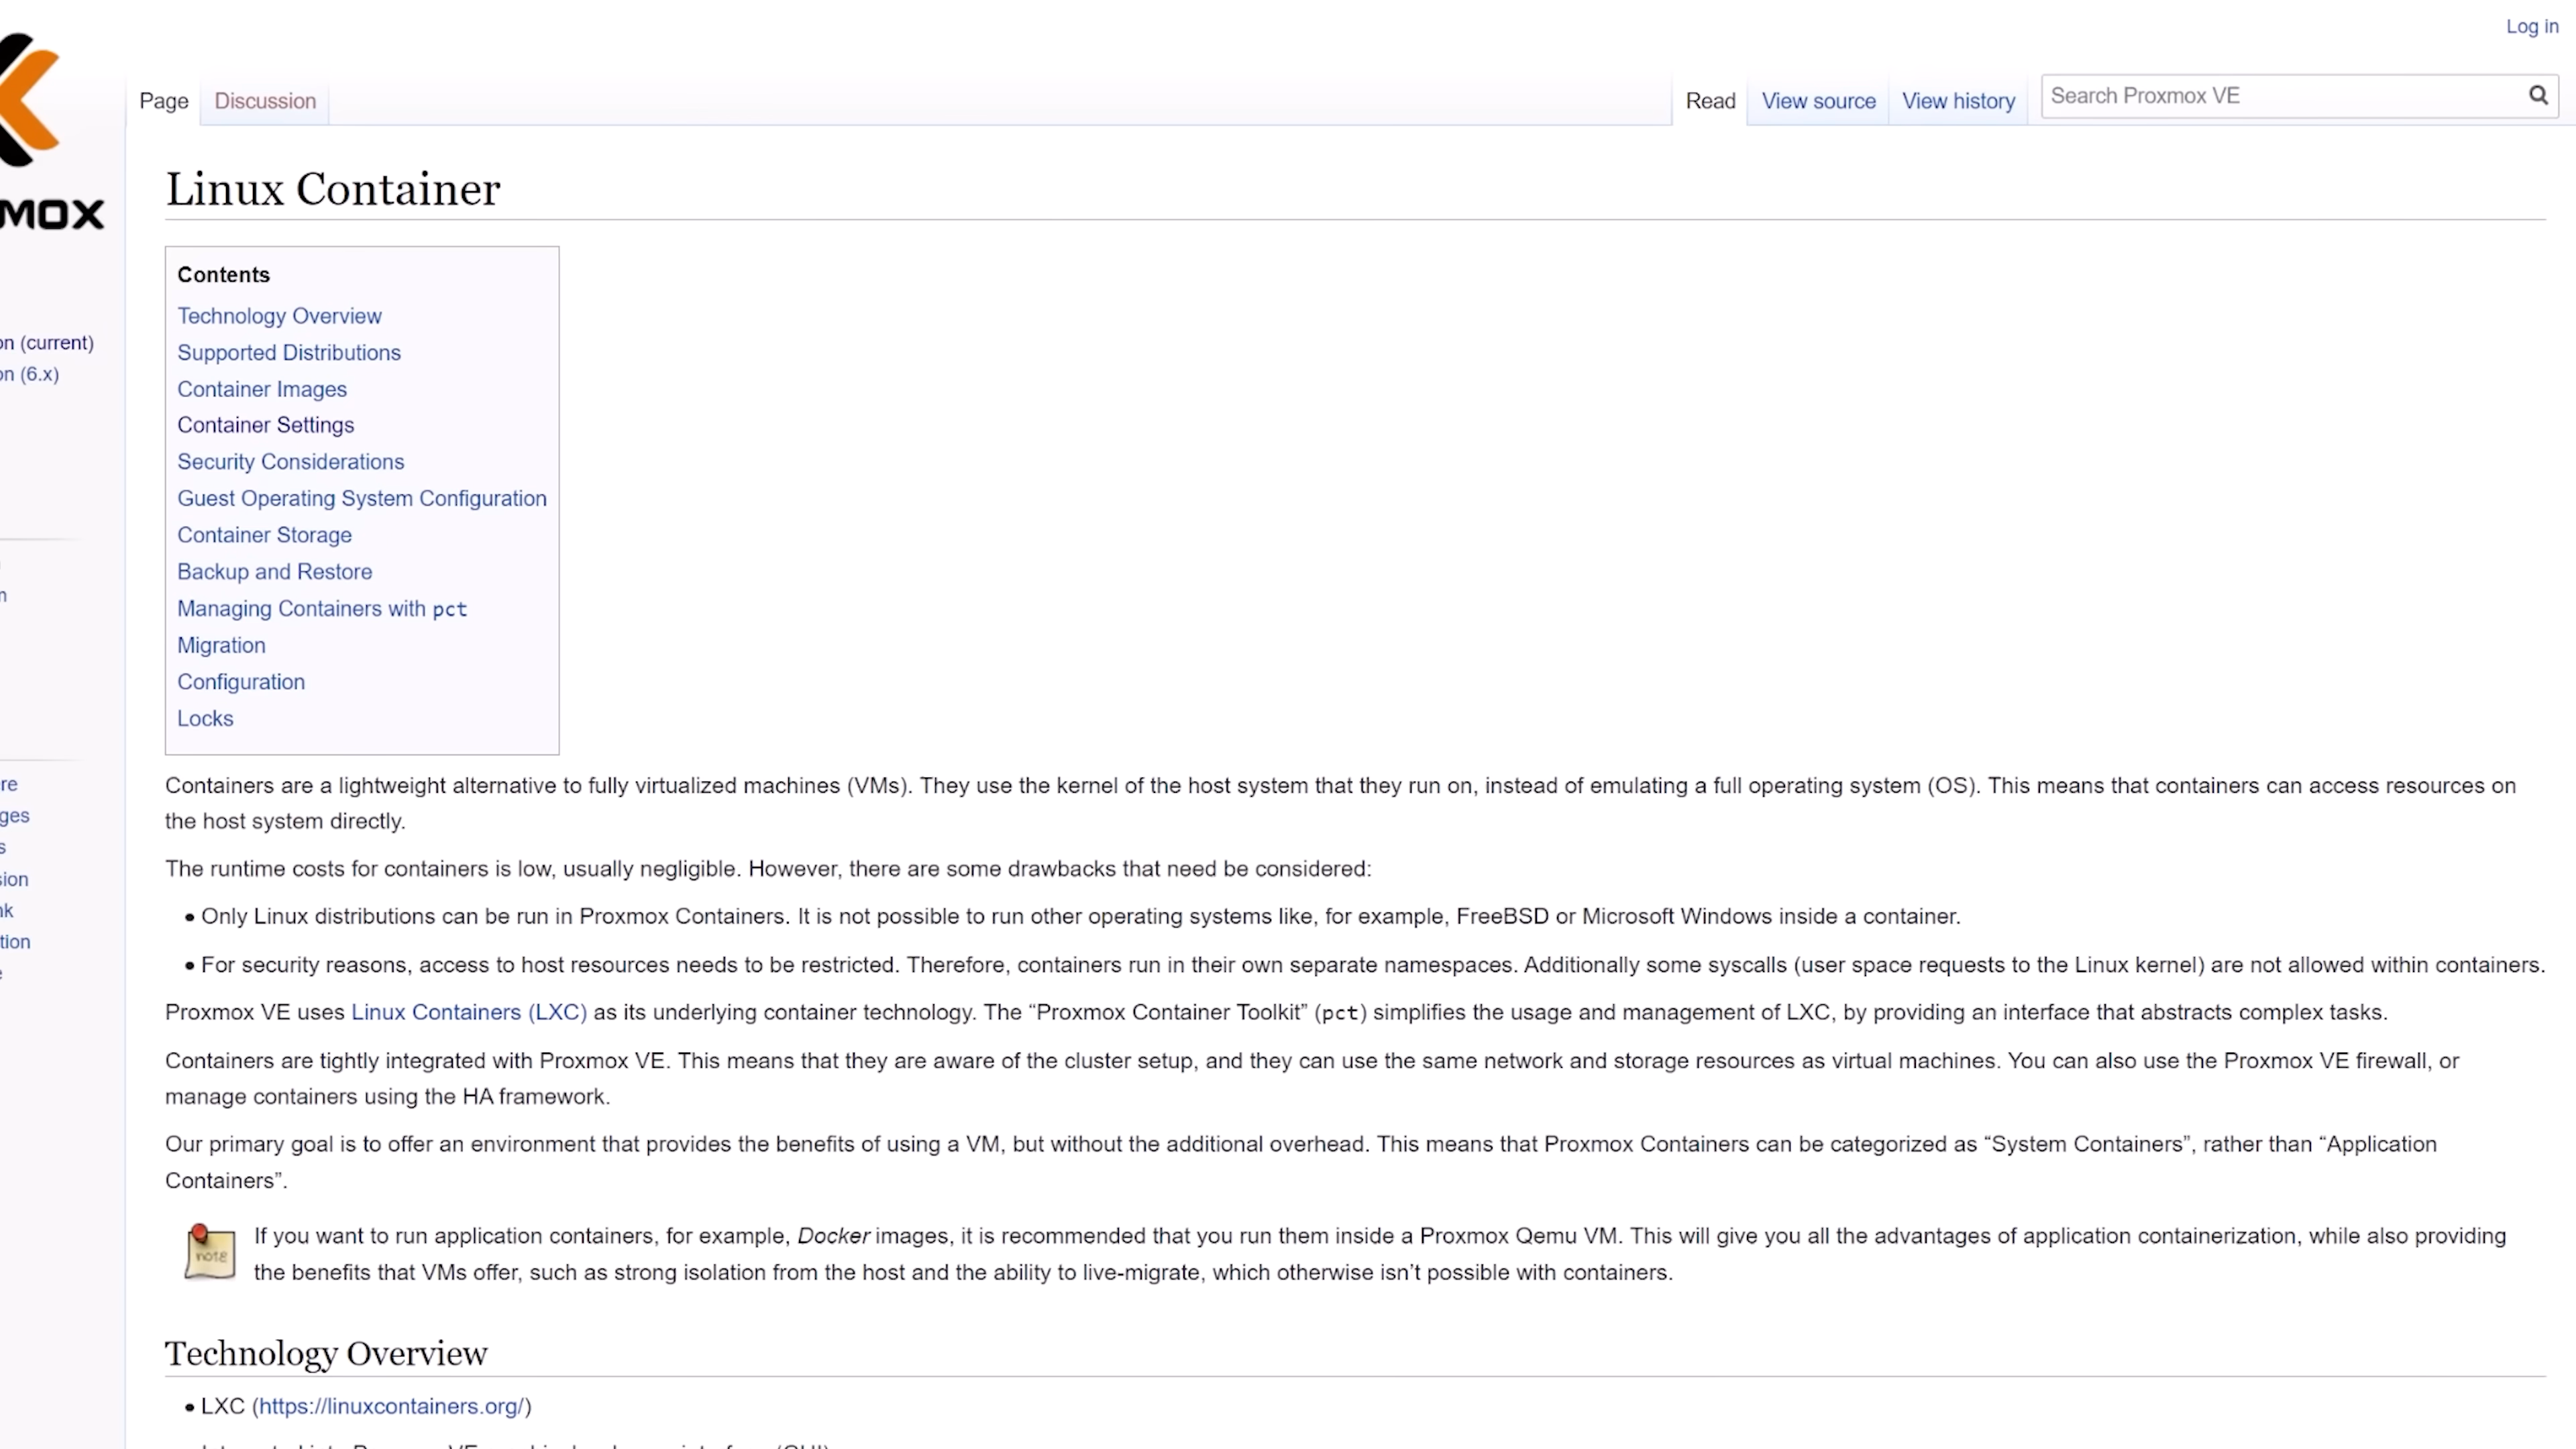 Log in
MOX
Page
Discussion
Read
View source
View history
Search Proxmox VE
on (current)
on (6.x)
Linux Container
Contents
Technology Overview
Supported Distributions
Container Images
Container Settings
Security Considerations
Guest Operating System Configuration
Container Storage
Backup and Restore
Managing Containers with pct
Migration
Configuration
Locks
re
ges
s
sion
nk
tion
Containers are a lightweight alternative to fully virtualized machines (VMs). They use the kernel of the host system that they run on, instead of emulating a full operating system (OS). This means that containers can access resources on
the host system directly.
The runtime costs for containers is low, usually negligible. However, there are some drawbacks that need be considered:
• Only Linux distributions can be run in Proxmox Containers. It is not possible to run other operating systems like, for example, FreeBSD or Microsoft Windows inside a container.
• For security reasons, access to host resources needs to be restricted. Therefore, containers run in their own separate namespaces. Additionally some syscalls (user space requests to the Linux kernel) are not allowed within containers.
Proxmox VE uses Linux Containers (LXC) as its underlying container technology. The “Proxmox Container Toolkit” (pct) simplifies the usage and management of LXC, by providing an interface that abstracts complex tasks.
Containers are tightly integrated with Proxmox VE. This means that they are aware of the cluster setup, and they can use the same network and storage resources as virtual machines. You can also use the Proxmox VE firewall, or
manage containers using the HA framework.
Our primary goal is to offer an environment that provides the benefits of using a VM, but without the additional overhead. This means that Proxmox Containers can be categorized as “System Containers”, rather than “Application
Containers”.
note
If you want to run application containers, for example, Docker images, it is recommended that you run them inside a Proxmox Qemu VM. This will give you all the advantages of application containerization, while also providing
the benefits that VMs offer, such as strong isolation from the host and the ability to live-migrate, which otherwise isn’t possible with containers.
Technology Overview
• LXC (https://linuxcontainers.org/)